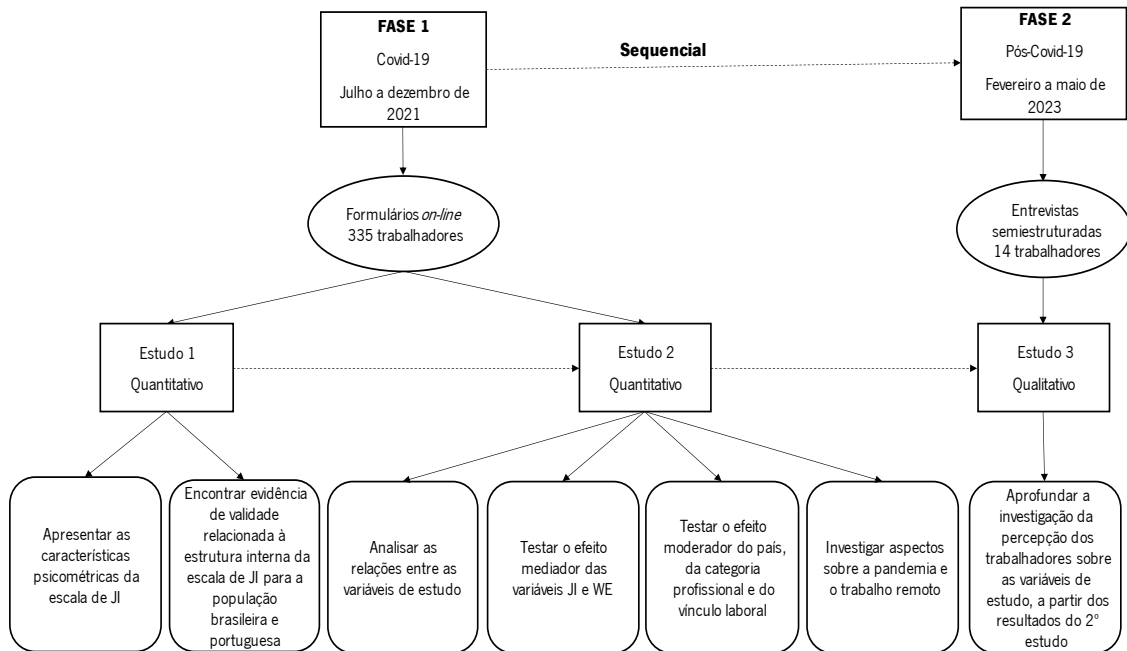 FASE 1
Covid-19
Julho a dezembro de
2021
Sequencial
FASE 2
Pós-Covid-19
Fevereiro a maio de
2023
Formulários on-line
335 trabalhadores
Entrevistas
semiestruturadas
14 trabalhadores
Estudo 1
Quantitativo
Estudo 2
Quantitativo
Estudo 3
Qualitativo
Apresentar as
características
psicométricas da
escala de JI
Encontrar evidência
de validade
relacionada à
estrutura interna da
escala de JI para a
população
brasileira e
portuguesa
Analisar as
relações entre as
variáveis de estudo
Testar o efeito
mediador das
variáveis JI e WE
Testar o efeito
moderador do país,
da categoria
profissional e do
vínculo laboral
Investigar aspectos
sobre a pandemia e
o trabalho remoto
Aprofundar a
investigação da
percepção dos
trabalhadores sobre
as variáveis de
estudo, a partir dos
resultados do 2°
estudo